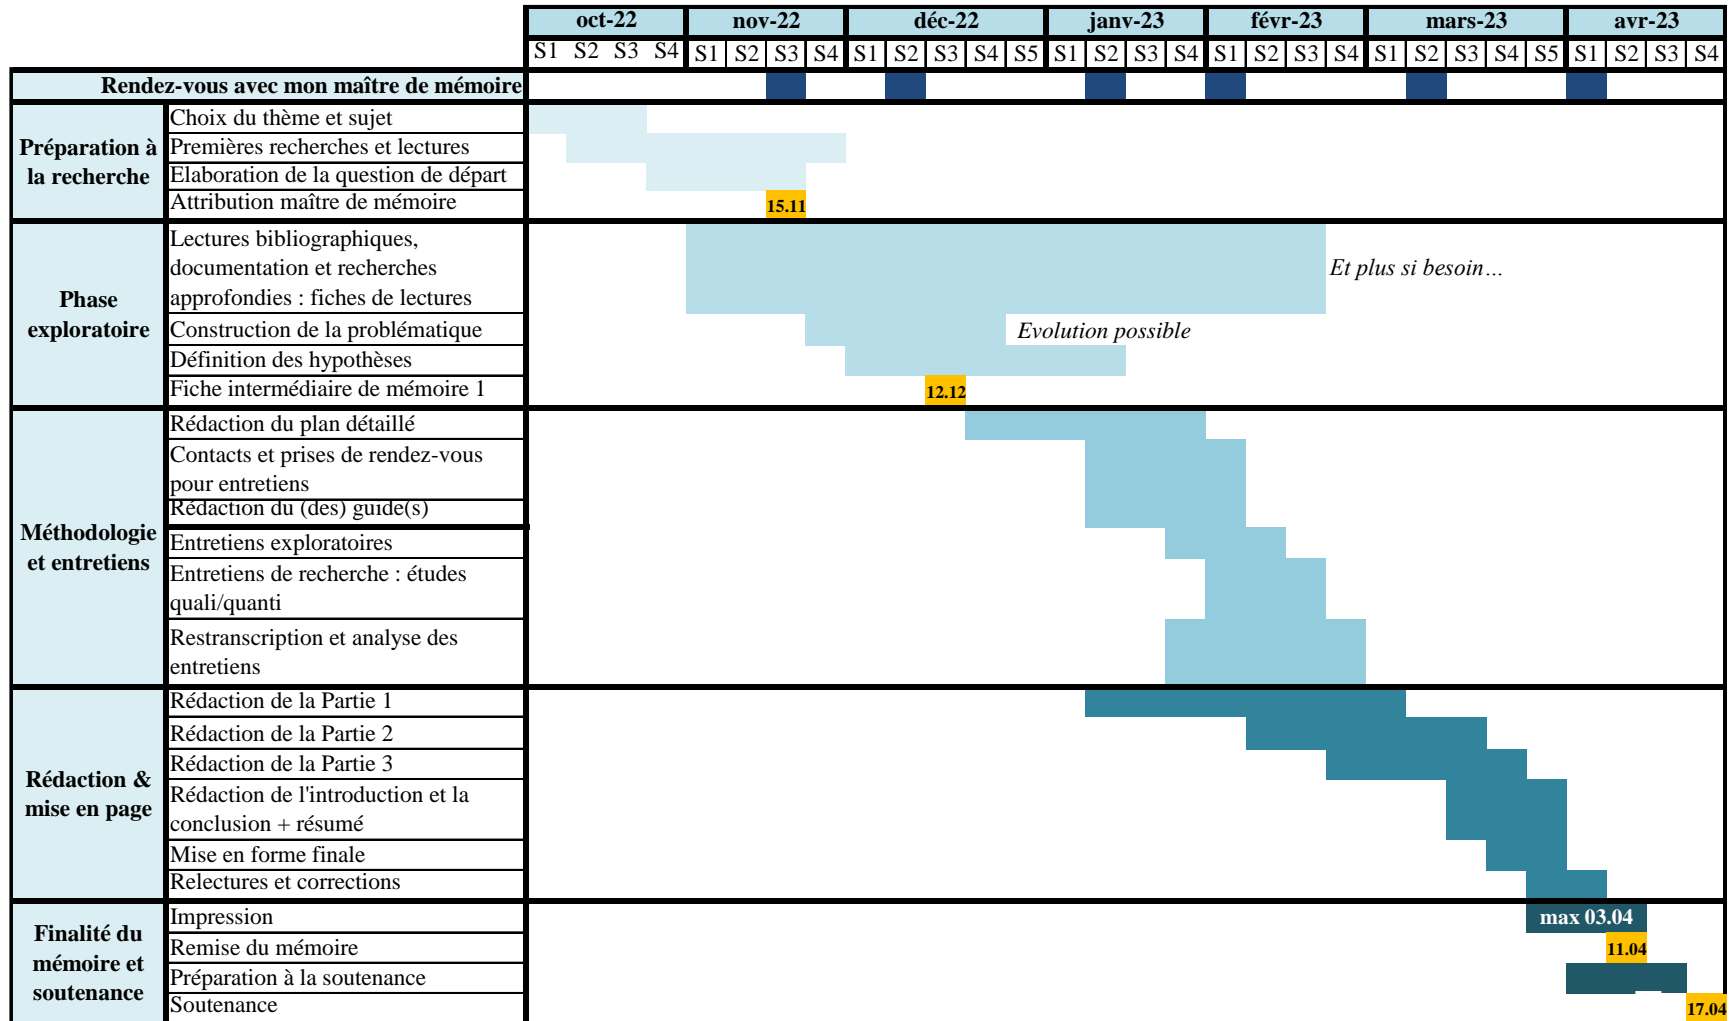 oct-22 nov-22 déc-22 janv-23 févr-23 mars-23 avr-23
S1 S2 S3 S4 S1 S2 S3 S4 S1 S2 S3 S4 S5 S1 S2 S3 S4 S1 S2 S3 S4 S1 S2 S3 S4 S5 S1 S2 S3 S4
Rendez-vous avec mon maître de mémoire
Préparation à
la recherche
Choix du thème et sujet
Premières recherches et lectures
Elaboration de la question de départ
Attribution maître de mémoire
15.11
Phase
exploratoire
Lectures bibliographiques,
documentation et recherches
approfondies : fiches de lectures
Et plus si besoin…
Construction de la problématique
Evolution possible
Définition des hypothèses
Fiche intermédiaire de mémoire 1
12.12
Méthodologie
et entretiens
Rédaction du plan détaillé
Contacts et prises de rendez-vous
pour entretiens
Rédaction du (des) guide(s)
Entretiens exploratoires
Entretiens de recherche : études
quali/quanti
Restranscription et analyse des
entretiens
Rédaction &
mise en page
Rédaction de la Partie 1
Rédaction de la Partie 2
Rédaction de la Partie 3
Rédaction de l'introduction et la
conclusion + résumé
Mise en forme finale
Relectures et corrections
Finalité du
mémoire et
soutenance
Impression
max 03.04
Remise du mémoire
11.04
Préparation à la soutenance
Soutenance
17.04